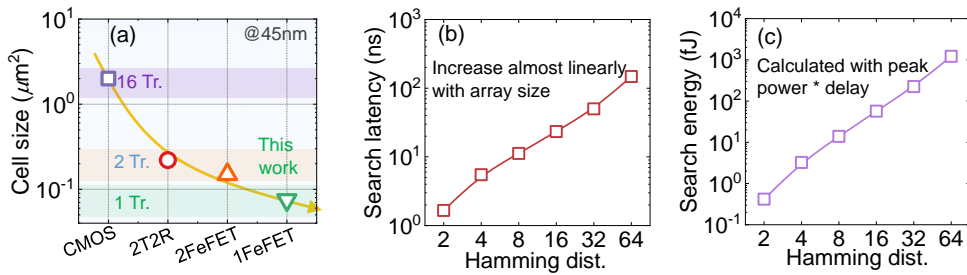 (a)
@45nm
Cell size (μm²)
10¹
10⁰
10⁻¹
16 Tr.
2 Tr.
1 Tr.
This
work
CMOS
2T2R
2FeFET
1FeFET
(b)
Increase almost linearly
with array size
Search latency (ns)
10²
10¹
10⁰
2 4 8 16 32 64
Hamming dist.
(c)
Calculated with peak
power * delay
Search energy (fJ)
10⁴
10³
10²
10¹
10⁰
10⁻¹
2 4 8 16 32 64
Hamming dist.